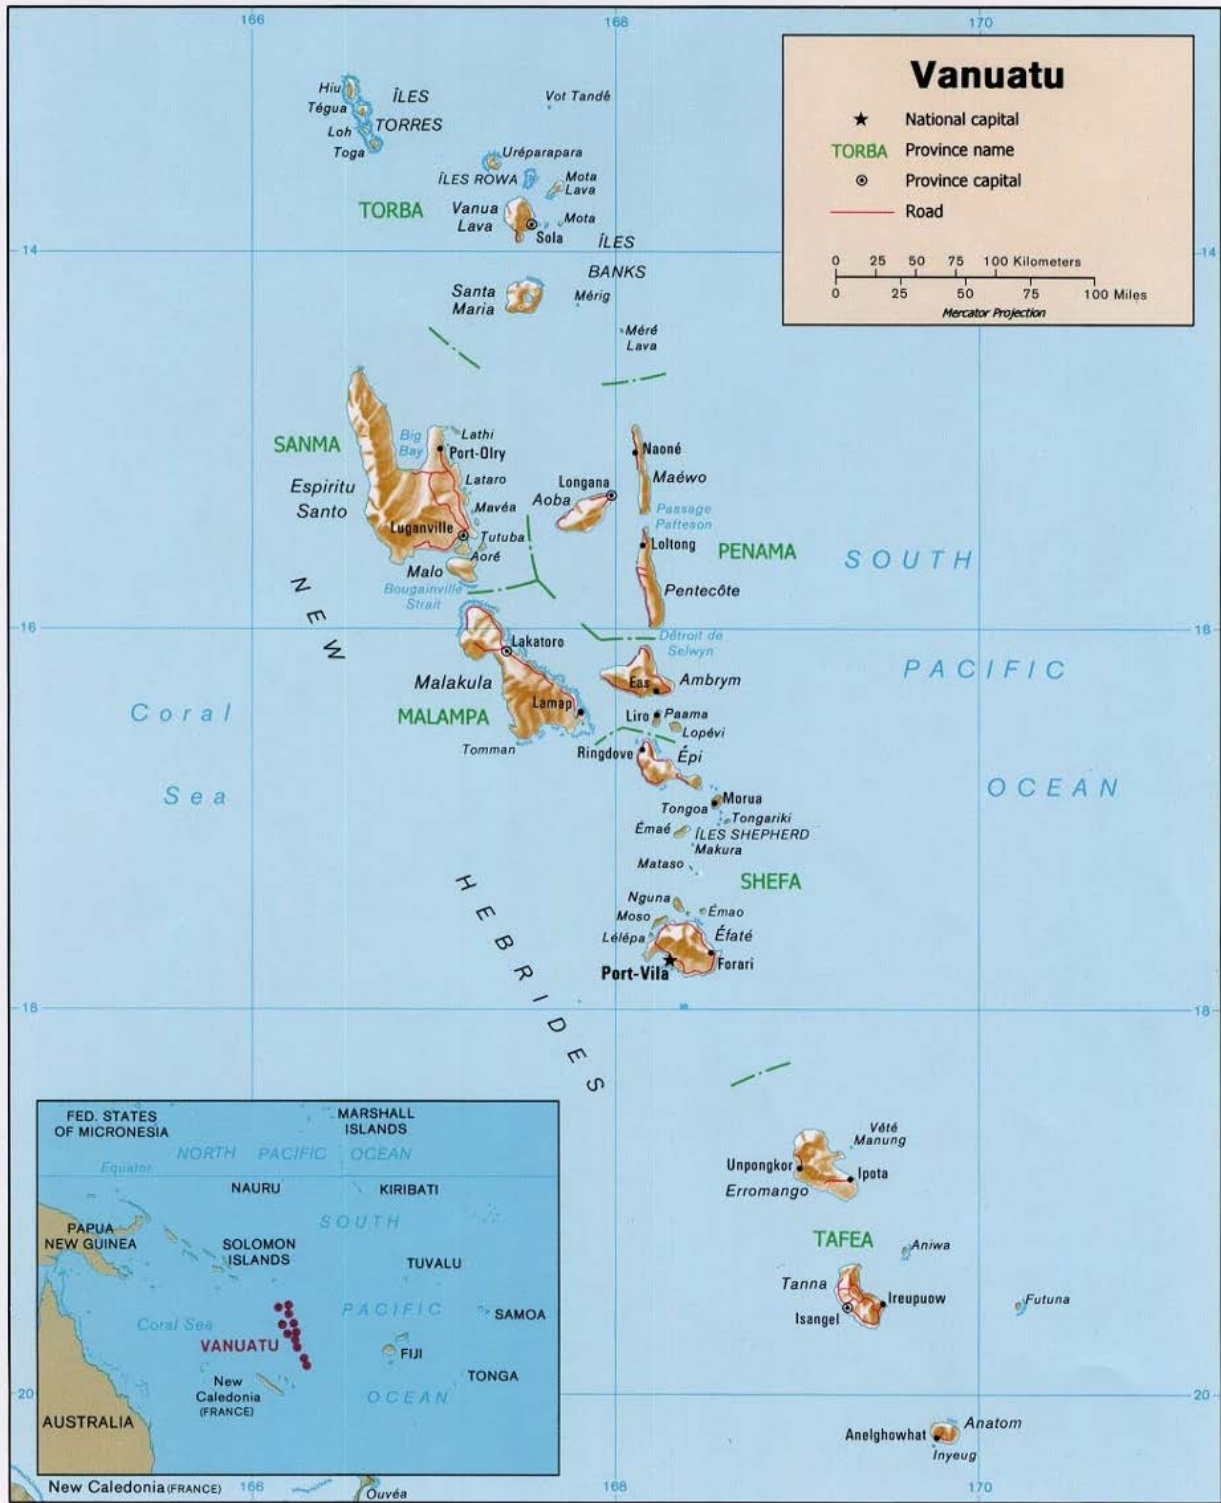 166
168
170
Vanuatu
National capital
TORBA
Province name
Province capital
Road
0 25 50 75 100 Kilometers
0 25 50 75 100 Miles
Mercator Projection
Hiu
Tégua
Loh
Toga
ÎLES
TORRES
Vot Tandé
Uréparapara
ÎLES ROWA
Mota
Lava
TORBA
Vanua
Lava
Mota
Sola
14
14
ÎLES
BANKS
Santa
Maria
Mérig
Méré
Lava
SANMA
Big
Bay
Lathi
Port-Olry
Espiritu
Santo
Lataro
Mavéa
Luganville
Tutuba
Aoré
Malo
Bougainville
Strait
Longana
Aoba
Naoné
Maéwo
Passage
Patteson
Loltong
PENAMA
Pentecôte
SOUTH
PACIFIC
OCEAN
NEW
HEBRIDES
16
18
Détroit de
Selwyn
Lakatoro
Malakula
MALAMPA
Lamap
Tomman
Eas
Ambrym
Liro
Paama
Lopévi
Ringdove
Épi
Coral
Sea
Morua
Tongoa
Tongariki
Émaé
ÎLES SHEPHERD
Makura
Mataso
SHEFA
Nguna
Émao
Moso
Lélépa
Éfaté
Port-Vila
Forari
18
18
Vété
Manung
Unpongkor
Ipota
Erromango
TAFEA
Aniwa
Tanna
Ireupuow
Isangel
Futuna
20
20
Anelghowhat
Anatom
Inyeug
FED. STATES
OF MICRONESIA
MARSHALL
ISLANDS
NORTH PACIFIC OCEAN
Equator
NAURU
KIRIBATI
SOUTH
PAPUA
NEW GUINEA
SOLOMON
ISLANDS
TUVALU
PACIFIC
SAMOA
Coral Sea
VANUATU
FIJI
New
Caledonia
(FRANCE)
TONGA
OCEAN
AUSTRALIA
New Caledonia (FRANCE)
166
Ouvéa
168
170